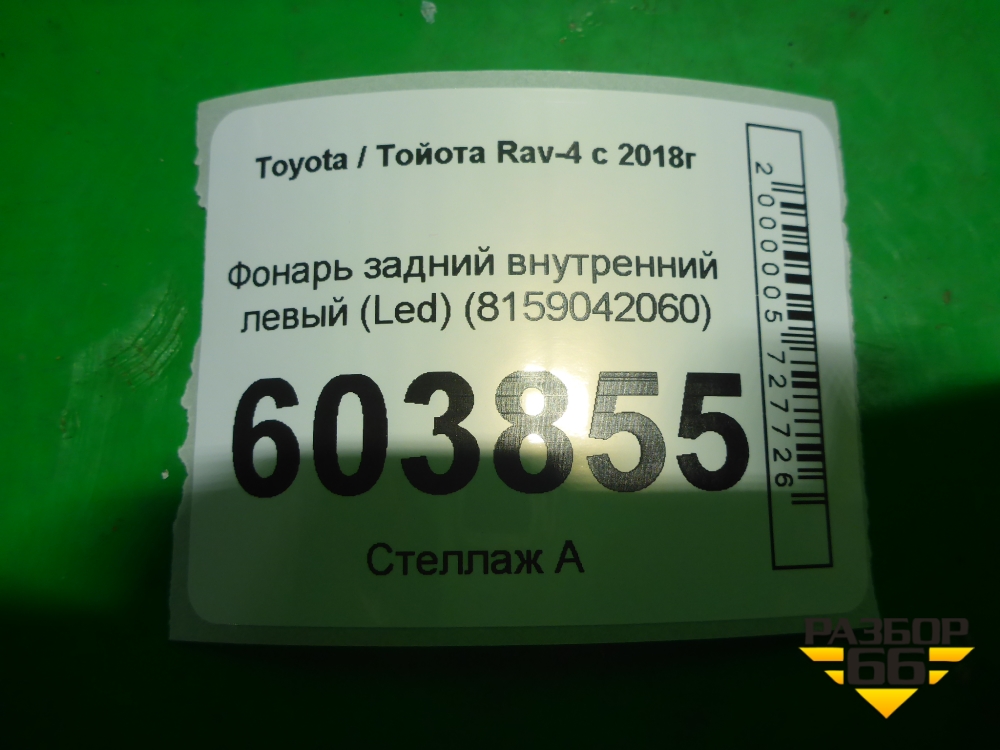 Toyota / Тойота Rav-4 с 2018г
Фонарь задний внутренний
левый (Led) (8159042060)
603855
Стеллаж А
2000005727726
РАЗБОР
66